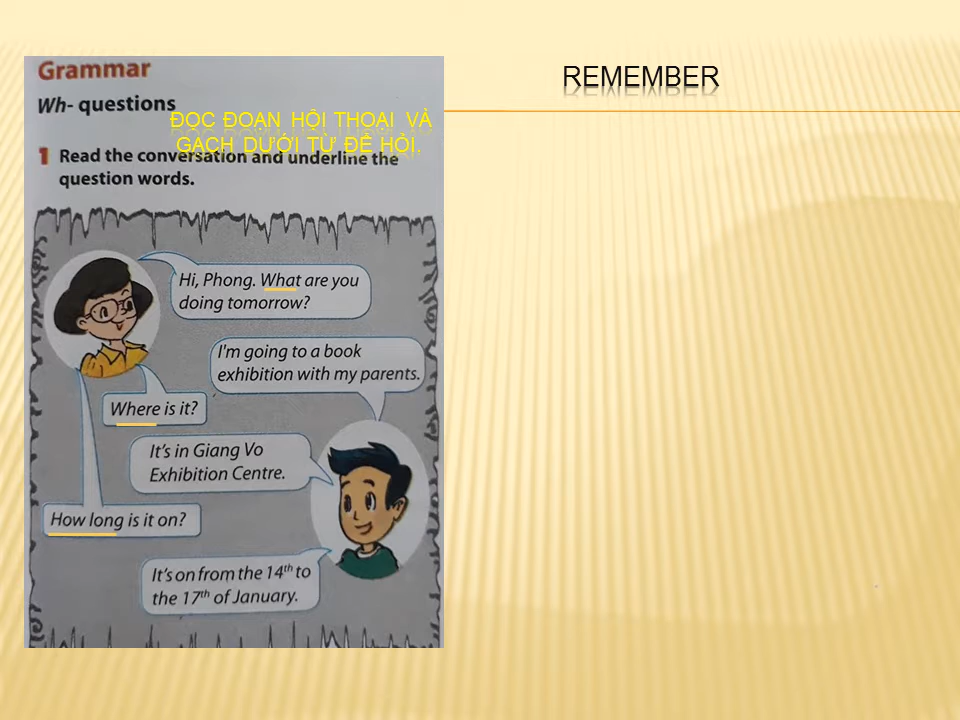 Grammar
Wh- questions
ĐỌC ĐOẠN HỘI THOẠI VÀ
GẠCH DƯỚI TỪ ĐỂ HỎI.
1 Read the conversation and underline the
question words.
Hi, Phong. What are you
doing tomorrow?
I'm going to a book
exhibition with my parents.
Where is it?
It's in Giang Vo
Exhibition Centre.
How long is it on?
It's on from the 14th to
the 17th of January.
REMEMBER